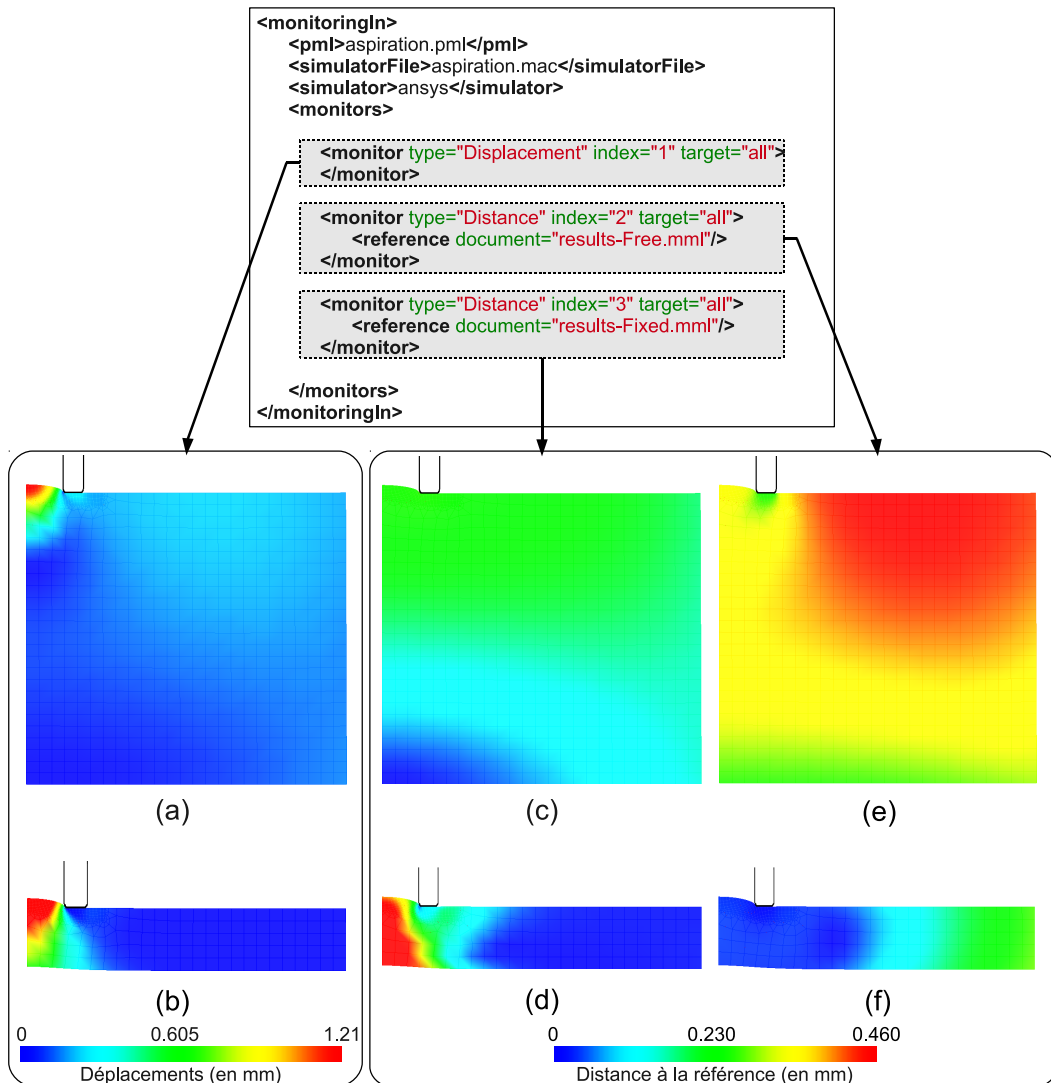 <monitoringIn>
<pml>aspiration.pml</pml>
<simulatorFile>aspiration.mac</simulatorFile>
<simulator>ansys</simulator>
<monitors>
<monitor type="Displacement" index="1" target="all">
</monitor>
<monitor type="Distance" index="2" target="all">
<reference document="results-Free.mml"/>
</monitor>
<monitor type="Distance" index="3" target="all">
<reference document="results-Fixed.mml"/>
</monitor>
</monitors>
</monitoringIn>
(a)
(c)
(e)
(b)
(d)
(f)
0 0.605 1.21
Déplacements (en mm)
0 0.230 0.460
Distance à la référence (en mm)